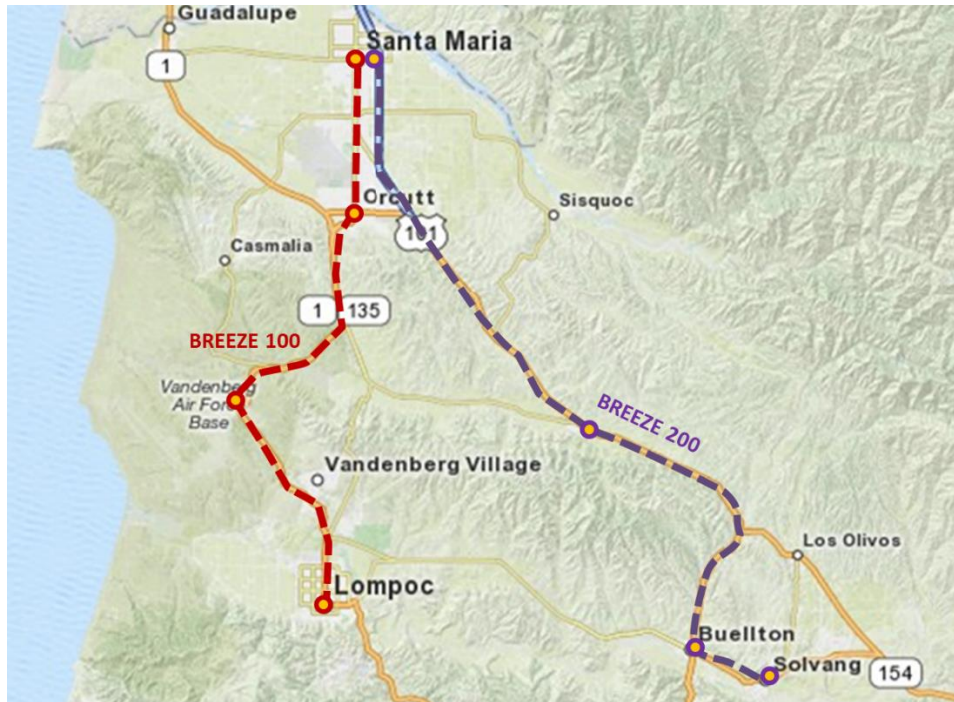 Guadalupe
Santa Maria
1
Orcutt
Sisquoc
101
Casmalia
1
135
BREEZE 100
Vandenberg
Air Force
Base
BREEZE 200
Vandenberg Village
Los Olivos
Lompoc
Buellton
Solvang
154